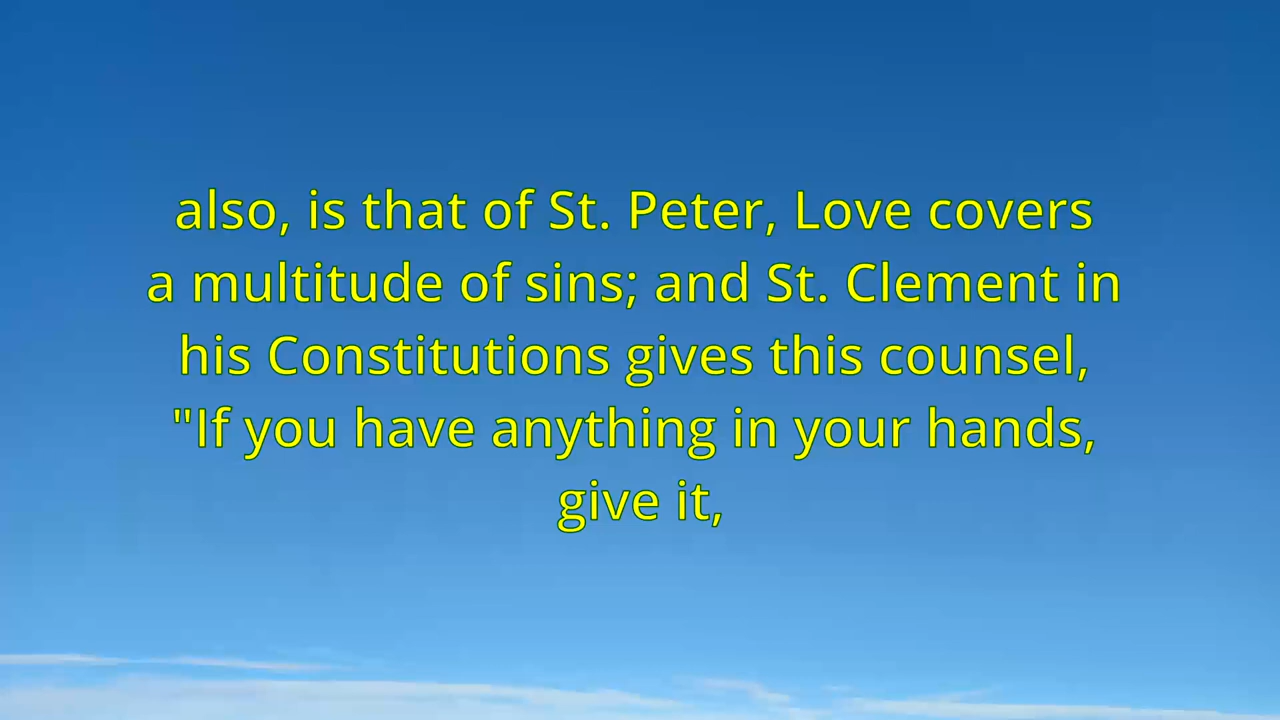 also, is that of St. Peter, Love covers
a multitude of sins; and St. Clement in
his Constitutions gives this counsel,
"If you have anything in your hands,
give it,